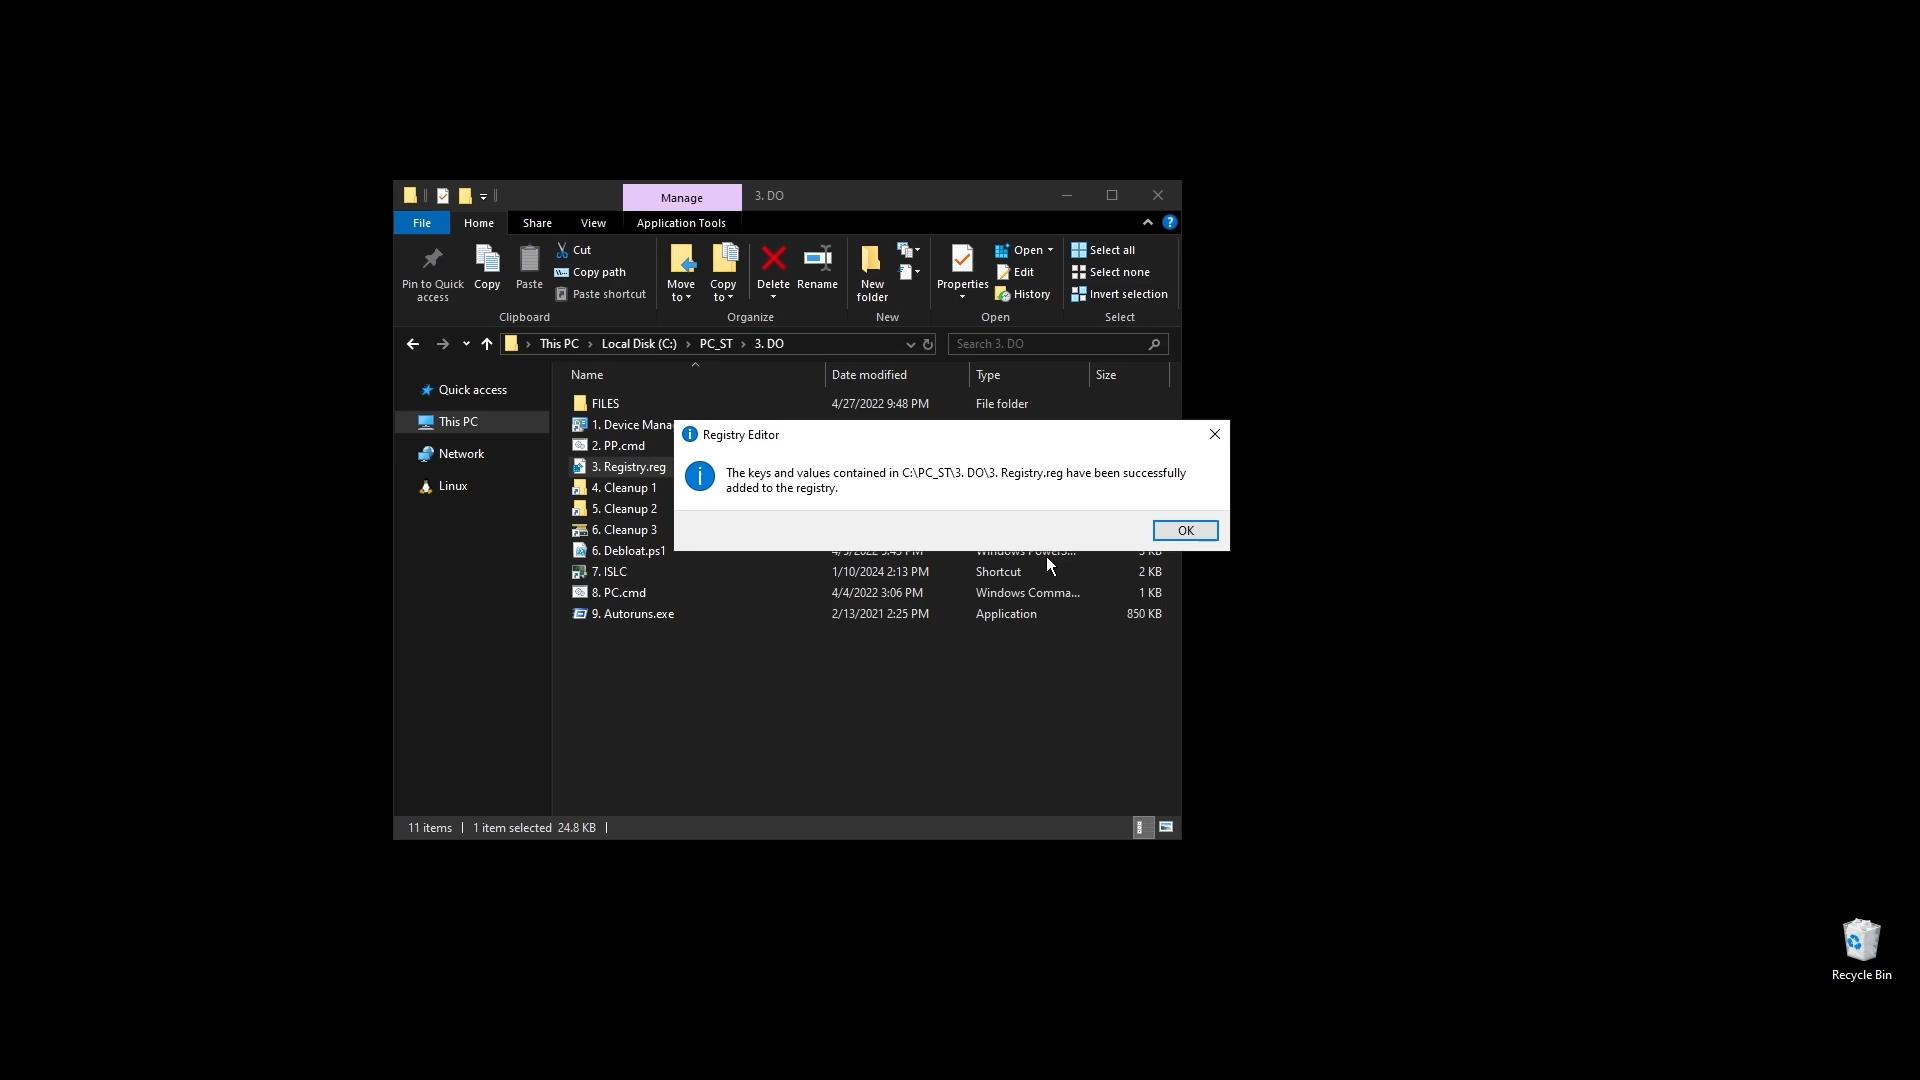 Manage
3. DO
File
Home
Share
View
Application Tools
Pin to Quick
access
Copy
Paste
Cut
Copy path
Paste shortcut
Clipboard
Move
to
Copy
to
Delete
Rename
Organize
New
folder
New
Properties
Open
Edit
History
Open
Select all
Select none
Invert selection
Select
This PC
Local Disk (C:)
PC_ST
3. DO
Search 3. DO
Quick access
This PC
Network
Linux
Name
Date modified
Type
Size
FILES 4/27/2022 9:48 PM File folder
1. Device
2. PP.cmd
3. Registry.reg
4. Cleanup 1
5. Cleanup 2
6. Cleanup 3
6. Debloat.ps1
7. ISLC 1/10/2024 2:13 PM Shortcut 2 KB
8. PC.cmd 4/4/2022 3:06 PM Windows Comma... 1 KB
9. Autoruns.exe 2/13/2021 2:25 PM Application 850 KB
Registry Editor
The keys and values contained in C:\PC_ST\3. DO\3. Registry.reg have been successfully
added to the registry.
OK
11 items
1 item selected 24.8 KB
Recycle Bin